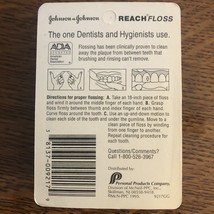 Johnson & Johnson REACH FLOSS
The one Dentists and Hygienists use.
ADA
Flossing has been clinically proven to clean
away the plaque from between teeth that
brushing and rinsing can't remove.
Directions for proper flossing: A. Take an 18-inch piece of floss
and wind it around the middle finger of each hand. B. Grasp
floss firmly between thumb and index finger of each hand.
Curve floss around the tooth. C. Use an up and down motion to
clean each side of the tooth and under the gumline. Move to a
new place of floss by winding
from one finger to another.
Repeat cleaning procedure for
each tooth.
Questions/Comments?
Call 1-800-526-3967
Distributed by:
Personal Products Company
Skillman, NJ